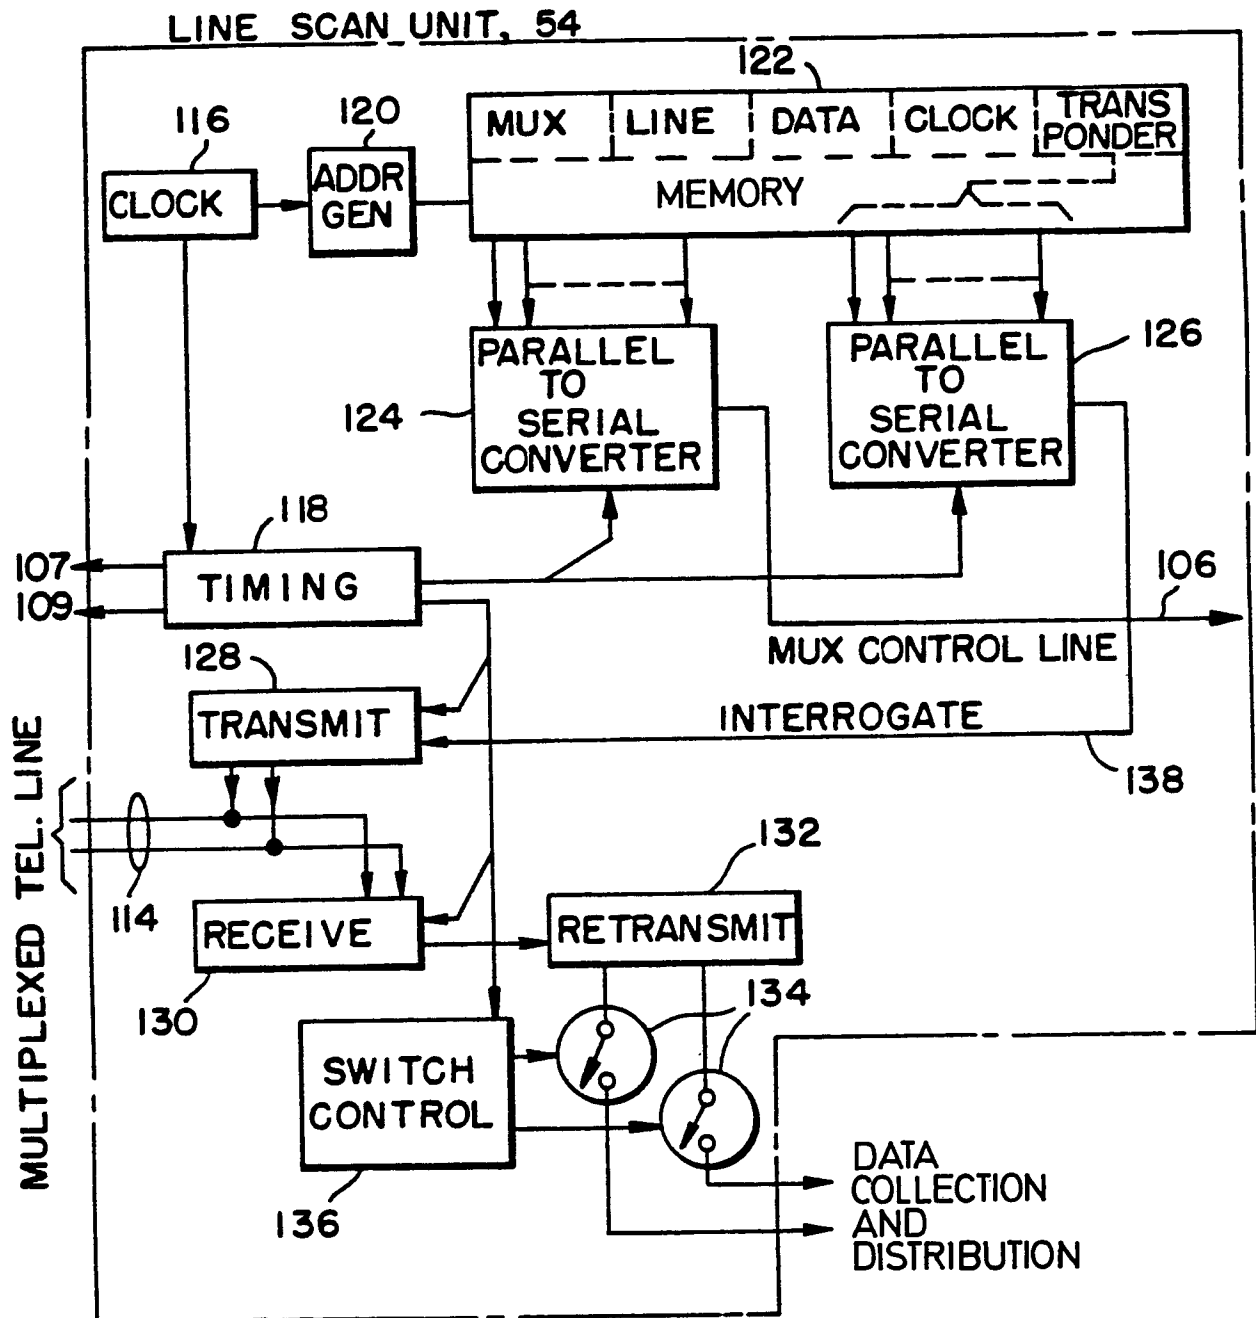 LINE SCAN UNIT, 54
122
116
120
MUX LINE DATA CLOCK TRANS
PONDER
CLOCK
ADDR
GEN
MEMORY
PARALLEL
TO
SERIAL
CONVERTER
124
PARALLEL
TO
SERIAL
CONVERTER
126
118
107
109
TIMING
106
MUX CONTROL LINE
128
TRANSMIT
INTERROGATE
138
MULTIPLEXED TEL. LINE
114
132
RECEIVE
RETRANSMIT
130
134
SWITCH
CONTROL
136
DATA
COLLECTION
AND
DISTRIBUTION